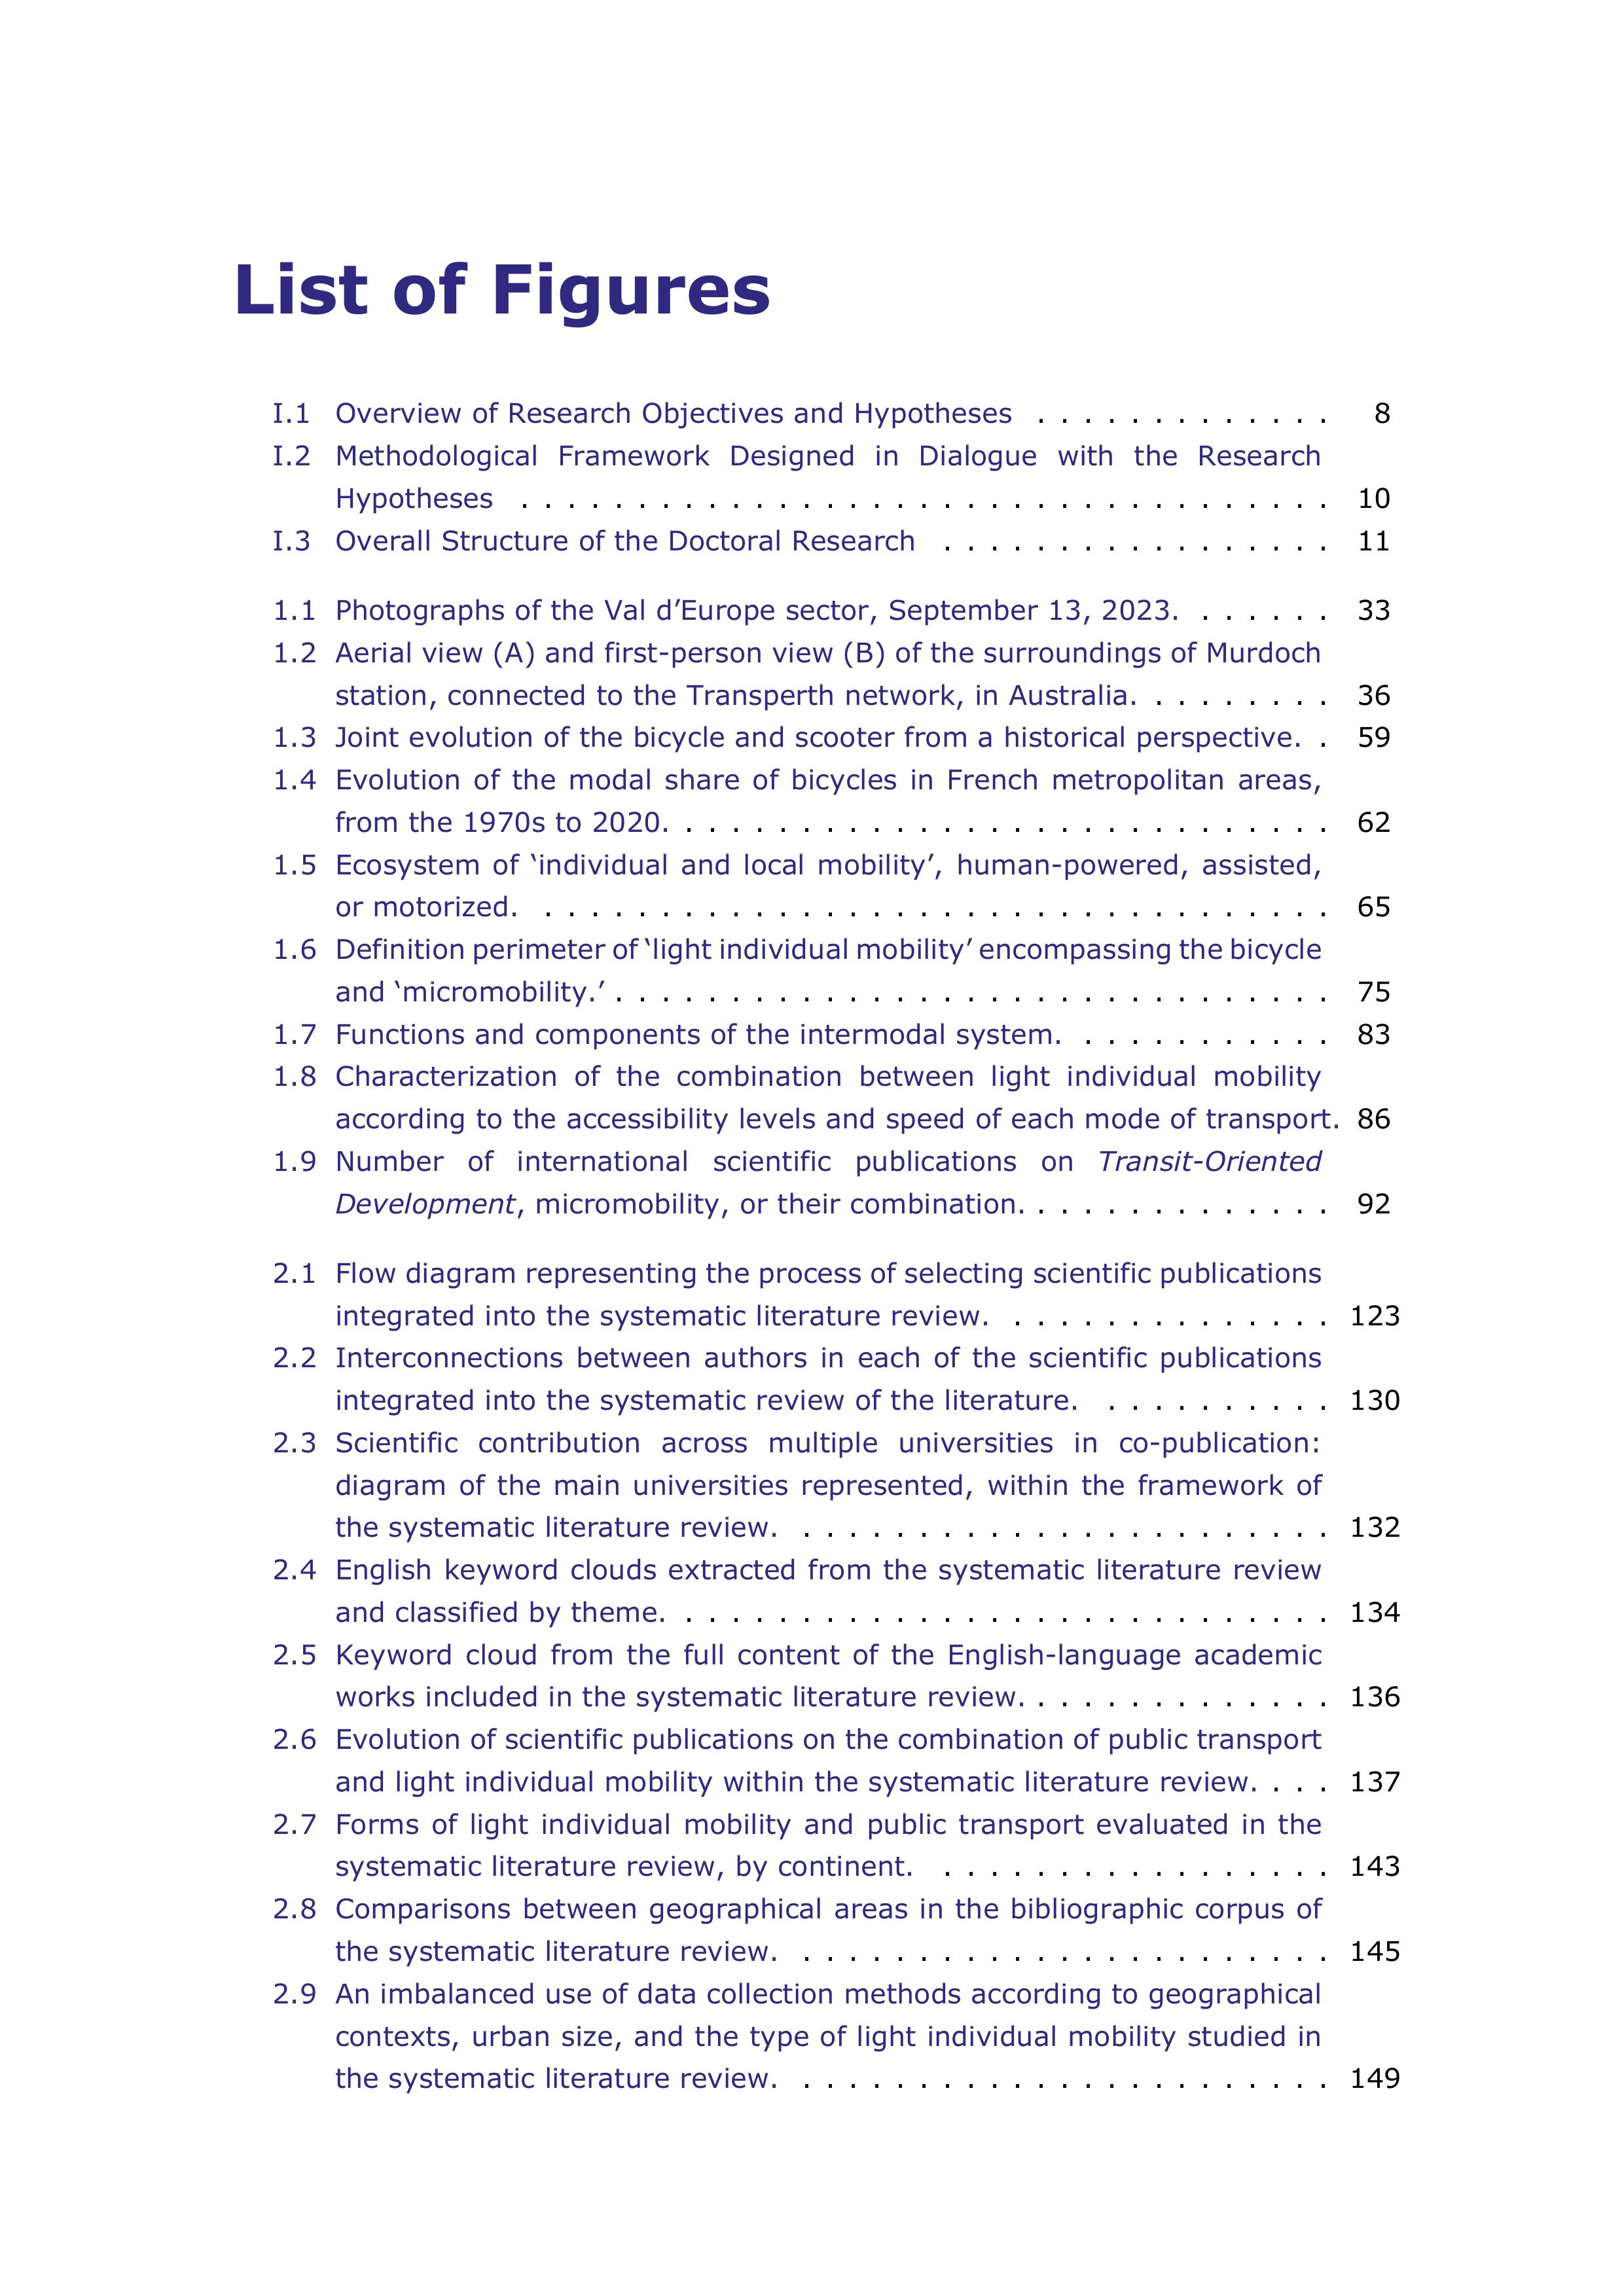 List of Figures
I.1 Overview of Research Objectives and Hypotheses . . . . . . . . . . . . . 8
I.2 Methodological Framework Designed in Dialogue with the Research
Hypotheses . . . . . . . . . . . . . . . . . . . . . . . . . . . . . . . . . . . 10
I.3 Overall Structure of the Doctoral Research . . . . . . . . . . . . . . . . . 11
1.1 Photographs of the Val d’Europe sector, September 13, 2023. . . . . . . 33
1.2 Aerial view (A) and first-person view (B) of the surroundings of Murdoch
station, connected to the Transperth network, in Australia. . . . . . . . . 36
1.3 Joint evolution of the bicycle and scooter from a historical perspective. . 59
1.4 Evolution of the modal share of bicycles in French metropolitan areas,
from the 1970s to 2020. . . . . . . . . . . . . . . . . . . . . . . . . . . . . 62
1.5 Ecosystem of ‘individual and local mobility’, human-powered, assisted,
or motorized. . . . . . . . . . . . . . . . . . . . . . . . . . . . . . . . . . . 65
1.6 Definition perimeter of ‘light individual mobility’ encompassing the bicycle
and ‘micromobility.’ . . . . . . . . . . . . . . . . . . . . . . . . . . . . . . . 75
1.7 Functions and components of the intermodal system. . . . . . . . . . . . 83
1.8 Characterization of the combination between light individual mobility
according to the accessibility levels and speed of each mode of transport. 86
1.9 Number of international scientific publications on Transit-Oriented
Development, micromobility, or their combination. . . . . . . . . . . . . . 92
2.1 Flow diagram representing the process of selecting scientific publications
integrated into the systematic literature review. . . . . . . . . . . . . . . 123
2.2 Interconnections between authors in each of the scientific publications
integrated into the systematic review of the literature. . . . . . . . . . . 130
2.3 Scientific contribution across multiple universities in co-publication:
diagram of the main universities represented, within the framework of
the systematic literature review. . . . . . . . . . . . . . . . . . . . . . . . 132
2.4 English keyword clouds extracted from the systematic literature review
and classified by theme. . . . . . . . . . . . . . . . . . . . . . . . . . . . . 134
2.5 Keyword cloud from the full content of the English-language academic
works included in the systematic literature review. . . . . . . . . . . . . . 136
2.6 Evolution of scientific publications on the combination of public transport
and light individual mobility within the systematic literature review. . . . 137
2.7 Forms of light individual mobility and public transport evaluated in the
systematic literature review, by continent. . . . . . . . . . . . . . . . . . 143
2.8 Comparisons between geographical areas in the bibliographic corpus of
the systematic literature review. . . . . . . . . . . . . . . . . . . . . . . . 145
2.9 An imbalanced use of data collection methods according to geographical
contexts, urban size, and the type of light individual mobility studied in
the systematic literature review. . . . . . . . . . . . . . . . . . . . . . . . 149